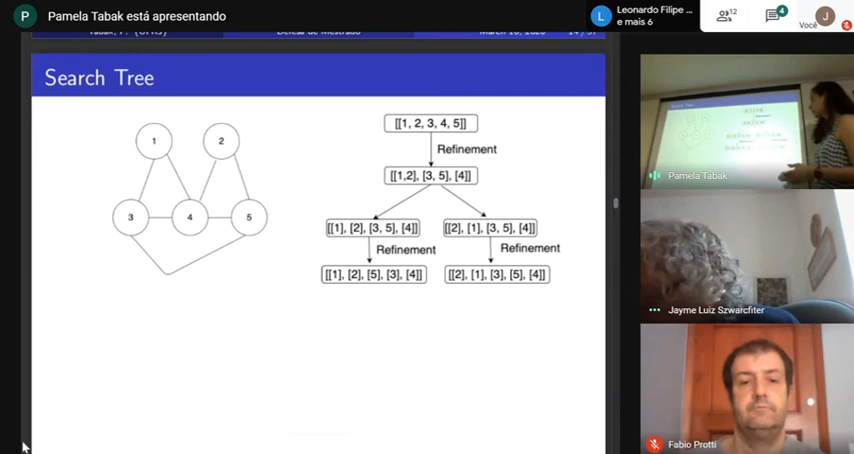 P
Pamela Tabak está apresentando
L
Leonardo Filipe ...
e mais 6
12
4
J
Você
Defesa de Mestrado
Search Tree
1
2
3
4
5
[[1, 2, 3, 4, 5]]
Refinement
[[1,2], [3, 5], [4]]
[[1], [2], [3, 5], [4]]
[[2], [1], [3, 5], [4]]
Refinement
Refinement
[[1], [2], [5], [3], [4]]
[[2], [1], [3], [5], [4]]
Search Tree
Pamela Tabak
Jayme Luiz Szwarcfiter
Fabio Protti